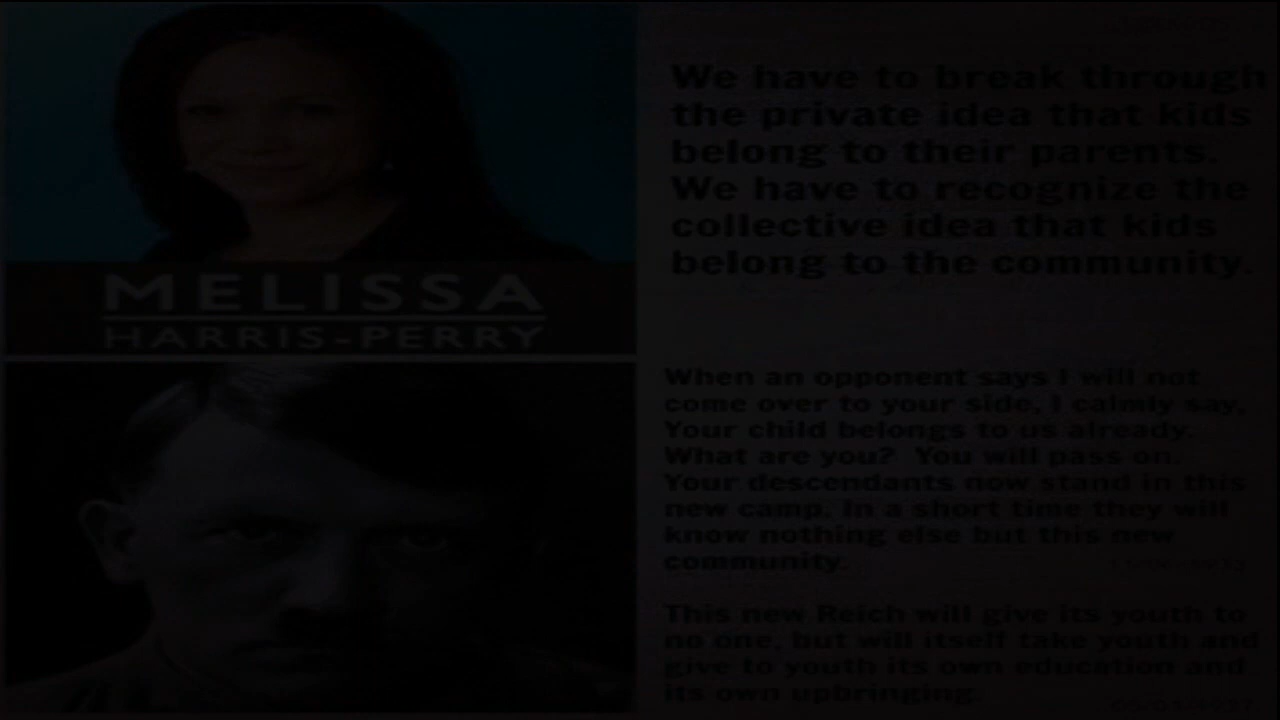 MELISSA
HARRIS-PERRY
We have to break through
the private idea that kids
belong to their parents.
We have to recognize the
collective idea that kids
belong to the community.
When an opponent says I will not
come over to your side, I calmly say,
Your child belongs to us already.
What are you? You will pass on.
Your descendants now stand in this
new camp. In a short time they will
know nothing else but this new
community.
This new Reich will give its youth to
no one, but will itself take youth and
give to youth its own education and
its own upbringing.